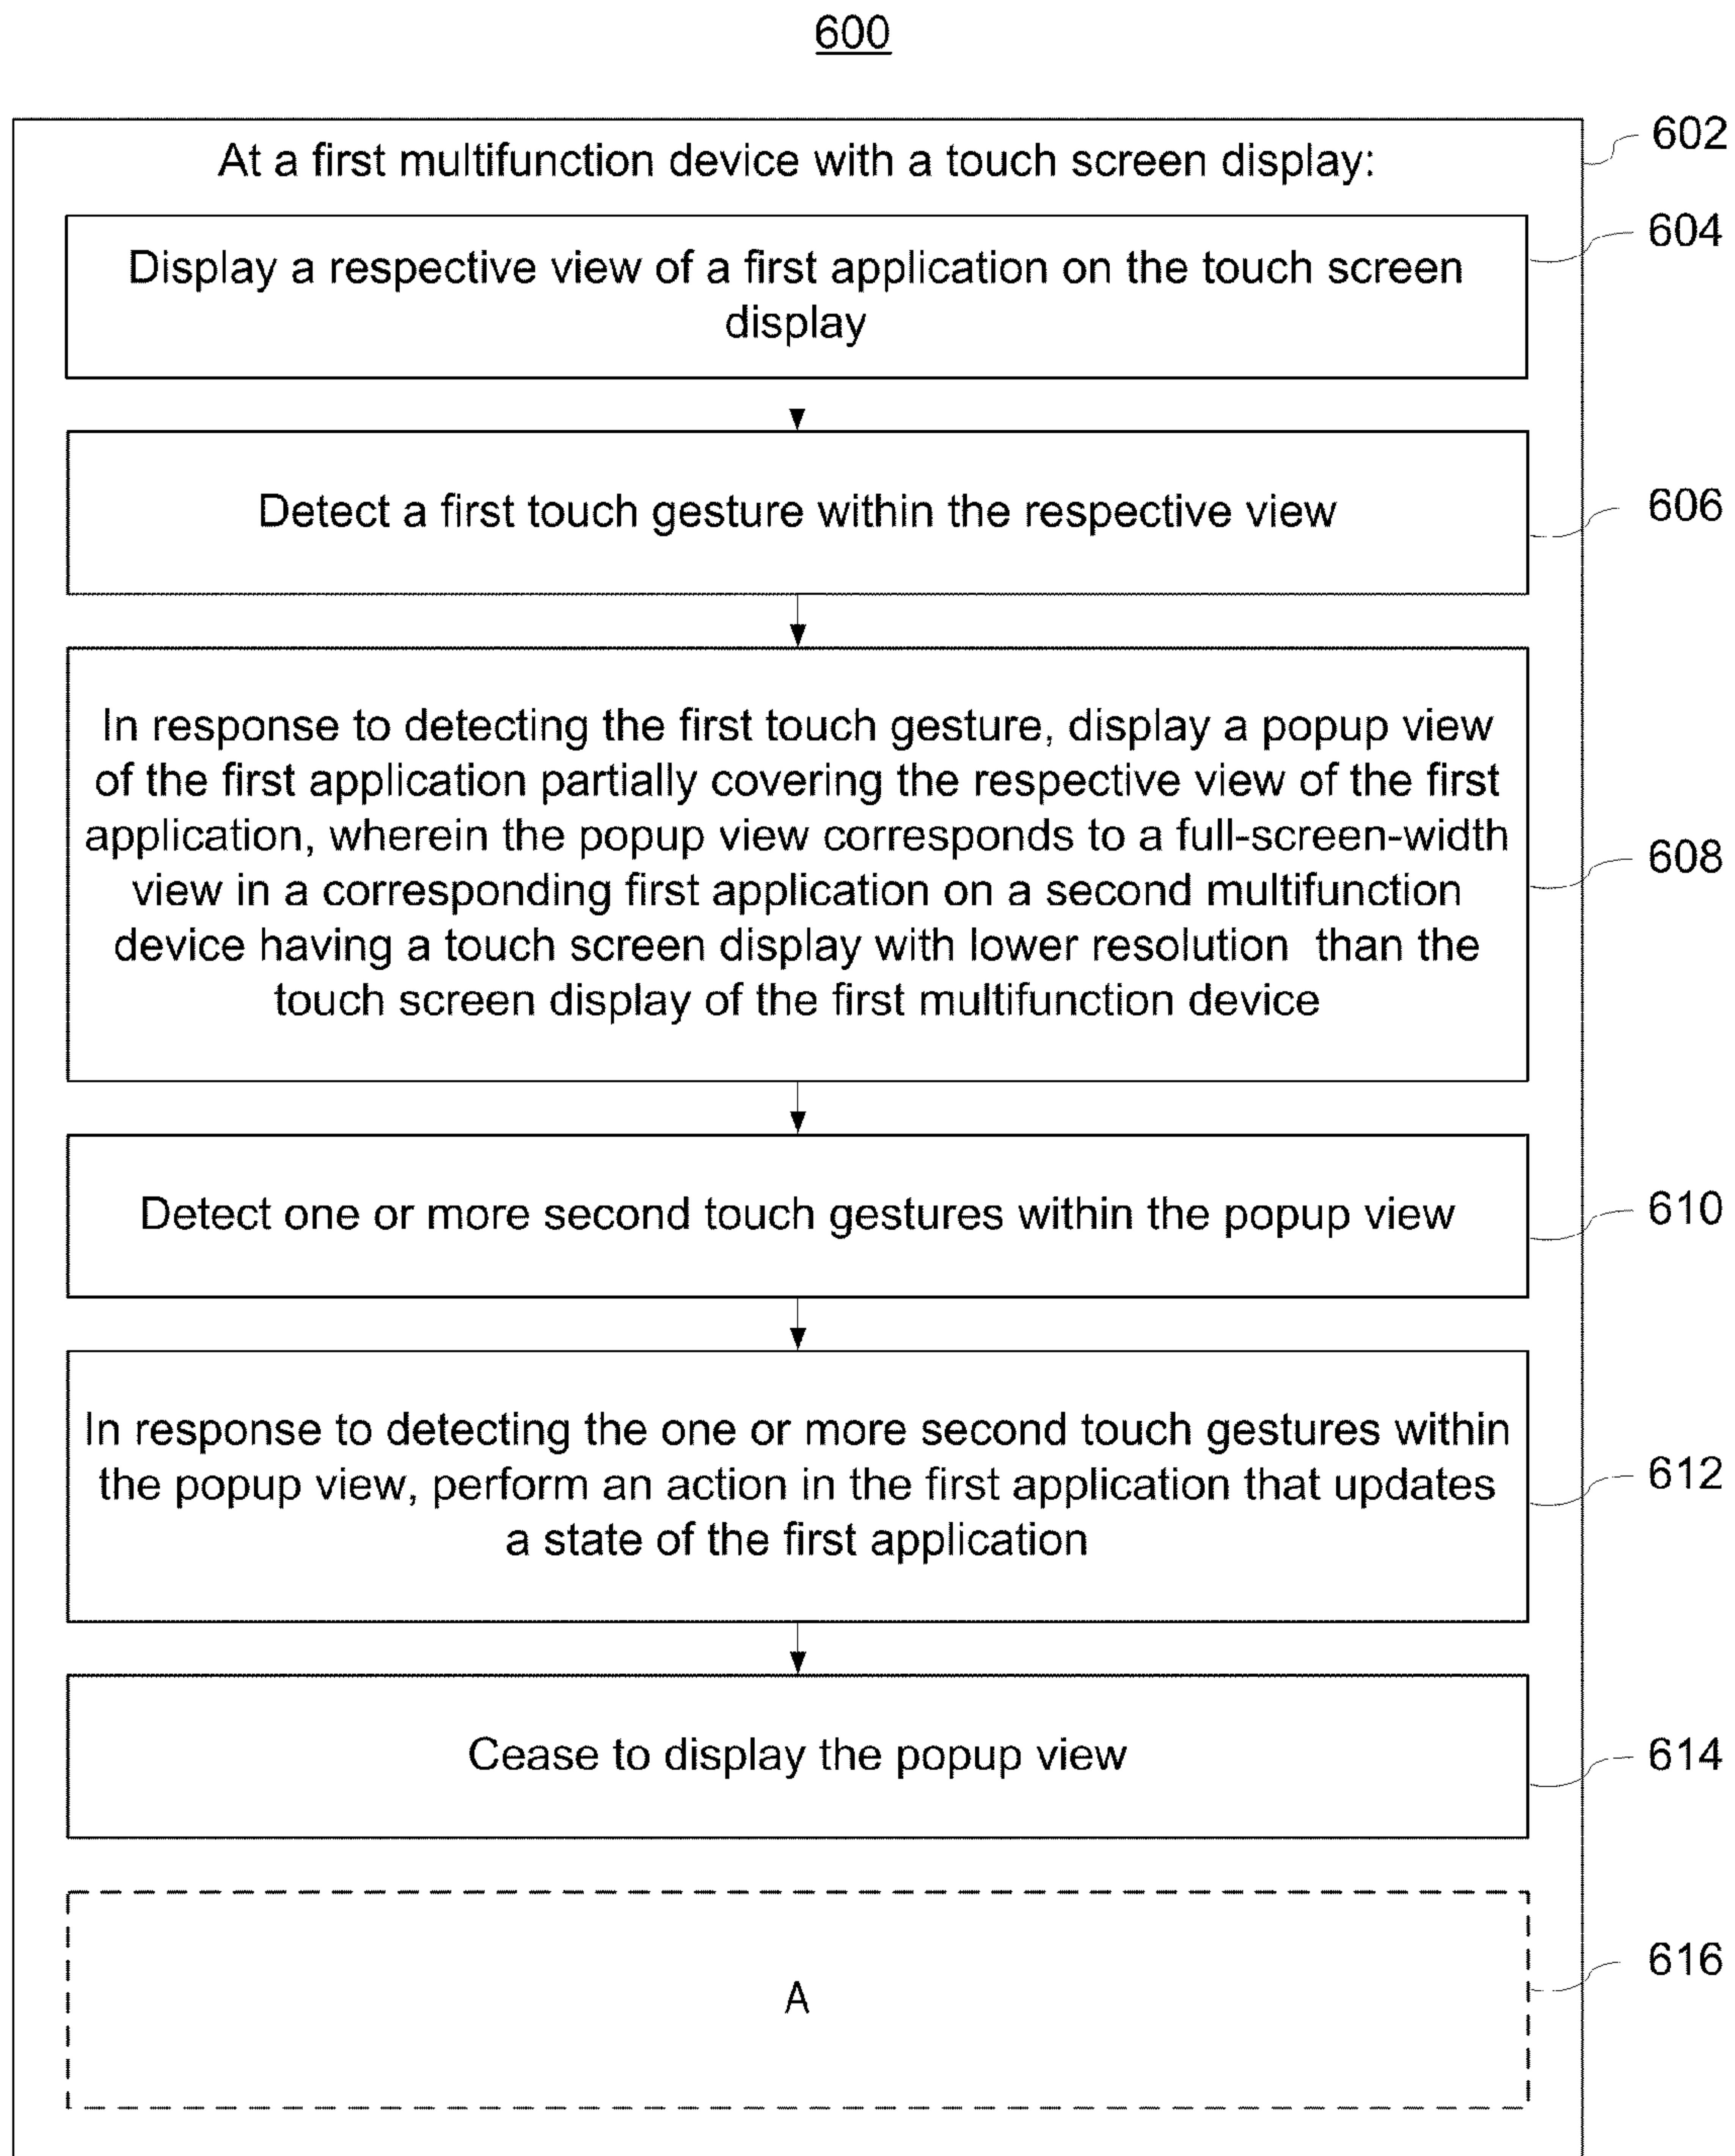 600
At a first multifunction device with a touch screen display:
602
Display a respective view of a first application on the touch screen
display
604
Detect a first touch gesture within the respective view
606
In response to detecting the first touch gesture, display a popup view
of the first application partially covering the respective view of the first
application, wherein the popup view corresponds to a full-screen-width
view in a corresponding first application on a second multifunction
device having a touch screen display with lower resolution than the
touch screen display of the first multifunction device
608
Detect one or more second touch gestures within the popup view
610
In response to detecting the one or more second touch gestures within
the popup view, perform an action in the first application that updates
a state of the first application
612
Cease to display the popup view
614
A
616